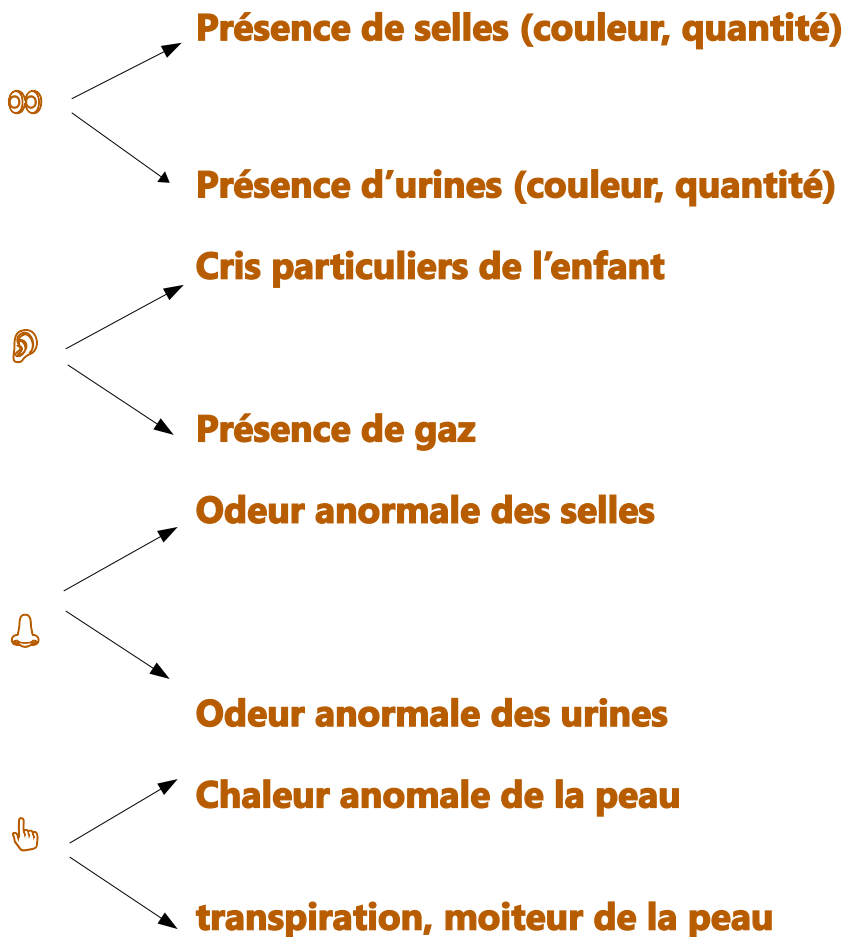 Présence de selles (couleur, quantité)
Présence d’urines (couleur, quantité)
Cris particuliers de l’enfant
Présence de gaz
Odeur anormale des selles
Odeur anormale des urines
Chaleur anomale de la peau
transpiration, moiteur de la peau